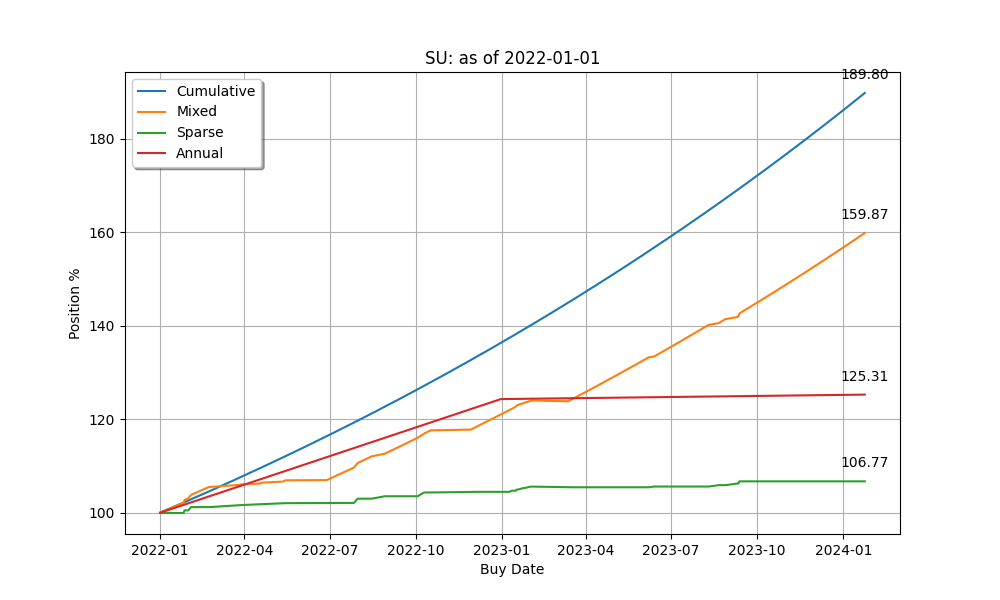 SU: as of 2022-01-01
Cumulative
Mixed
Sparse
Annual
189.80
159.87
125.31
106.77
180
160
140
120
100
Position %
2022-01 2022-04 2022-07 2022-10 2023-01 2023-04 2023-07 2023-10 2024-01
Buy Date